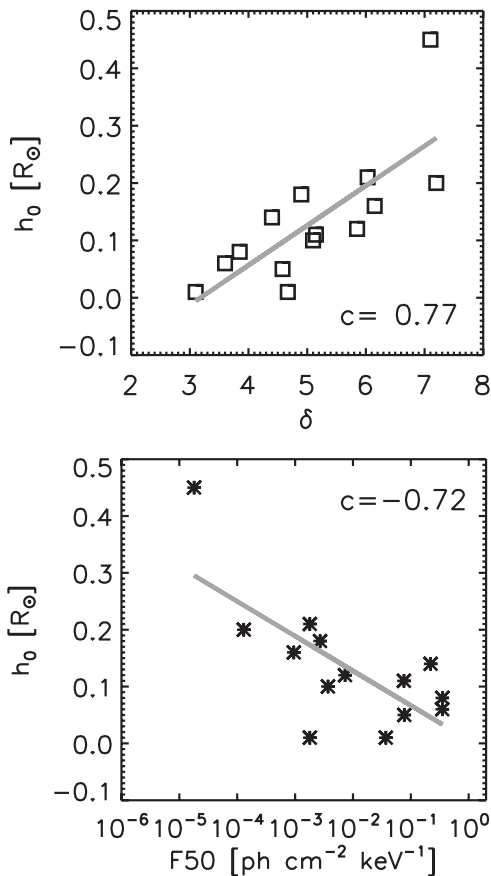 0.5
0.4
0.3
0.2
0.1
0.0
−0.1
h₀ [R☉]
c= 0.77
2 3 4 5 6 7 8
δ
0.5
0.4
0.3
0.2
0.1
0.0
−0.1
h₀ [R☉]
c=−0.72
10⁻⁶ 10⁻⁵ 10⁻⁴ 10⁻³ 10⁻² 10⁻¹ 10⁰
F50 [ph cm⁻² keV⁻¹]